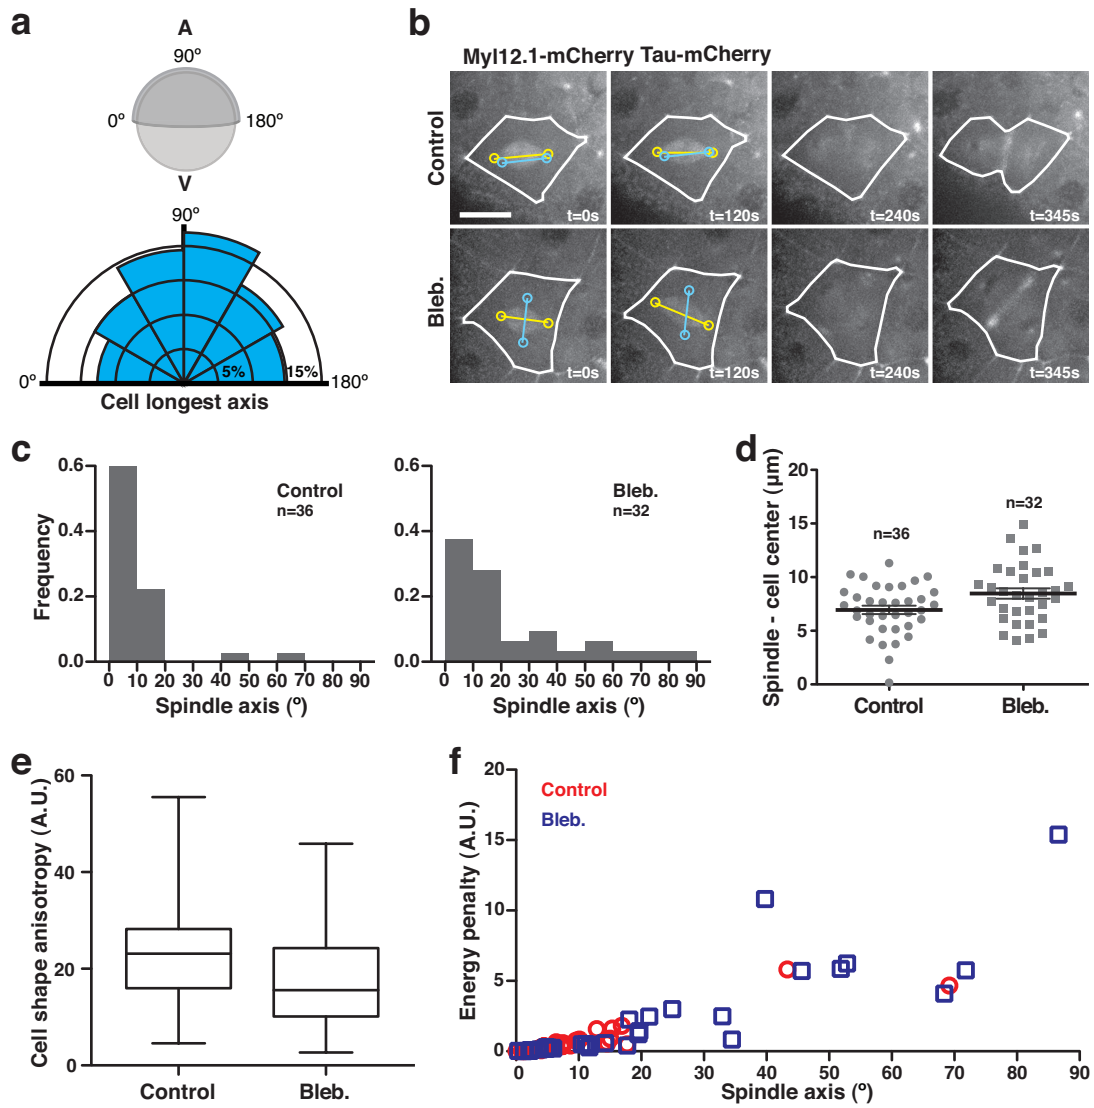 a
A
90º
0º
180º
V
90º
5%
15%
0º
180º
Cell longest axis
b
Myl12.1-mCherry Tau-mCherry
Control
t=0s
t=120s
t=240s
t=345s
Bleb.
t=0s
t=120s
t=240s
t=345s
c
Frequency
0.6
0.4
0.2
0.0
Control
n=36
0 10 20 30 40 50 60 70 80 90
Spindle axis (º)
0.6
0.4
0.2
0.0
Bleb.
n=32
0 10 20 30 40 50 60 70 80 90
Spindle axis (º)
d
Spindle - cell center (µm)
20
15
10
5
0
n=36
n=32
Control Bleb.
e
Cell shape anisotropy (A.U.)
60
40
20
0
Control Bleb.
f
Energy penalty (A.U.)
20
15
10
5
0
Control
Bleb.
0 10 20 30 40 50 60 70 80 90
Spindle axis (º)